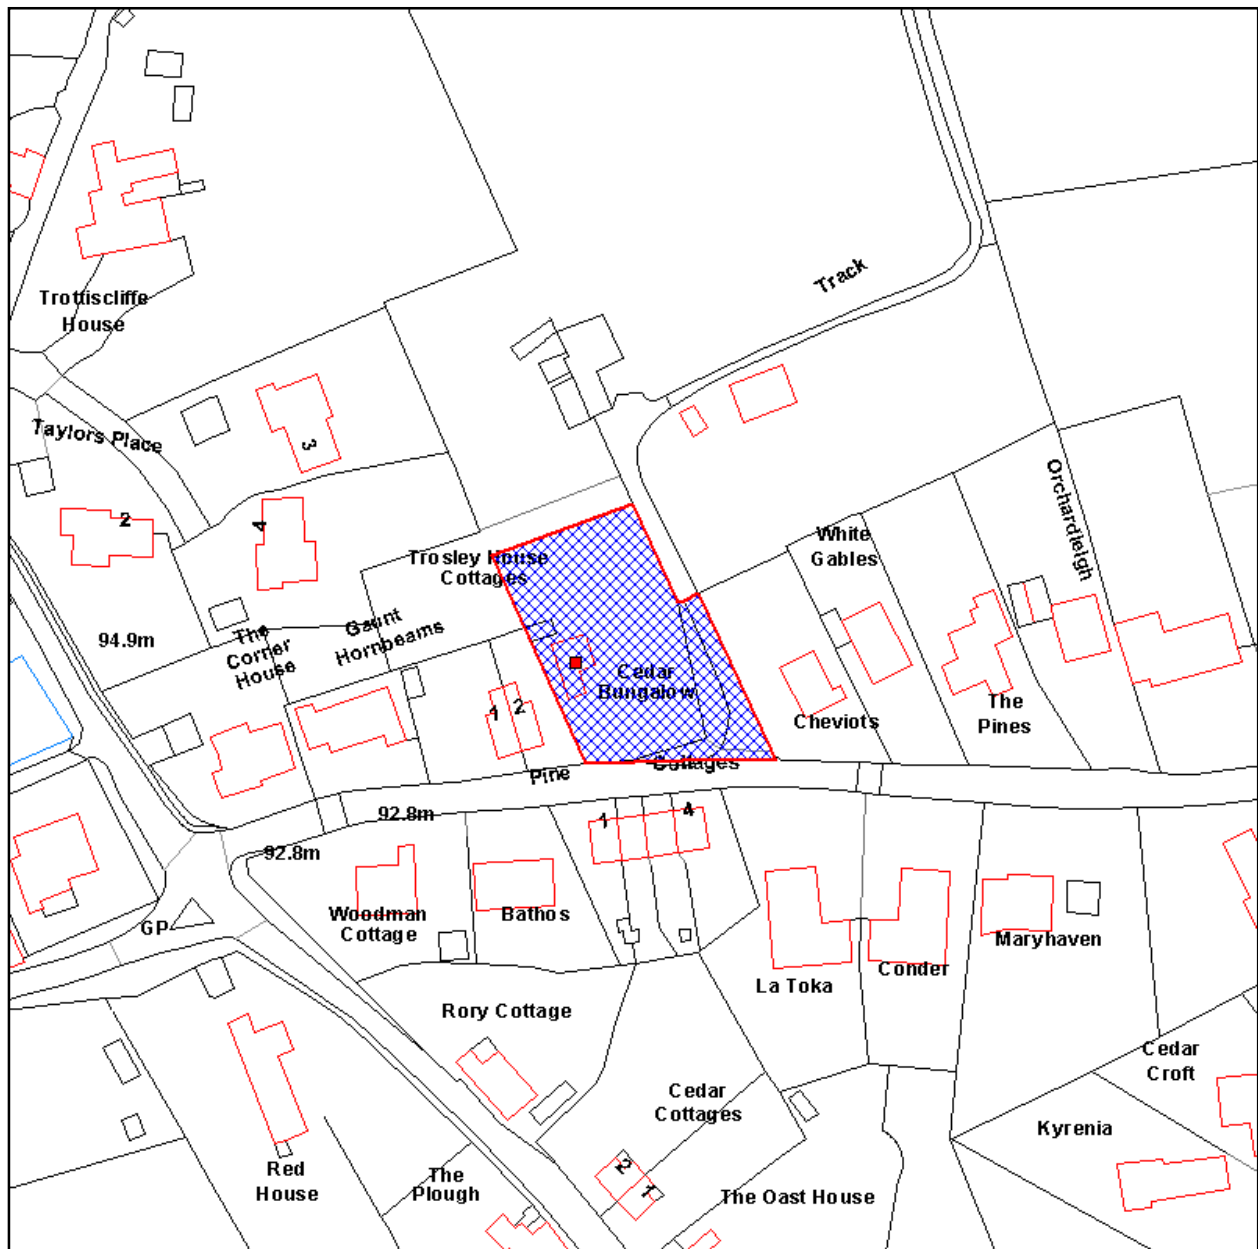 Trottiscliffe
House
Track
Taylors Place
3
2
4
Orchardleigh
White
Gables
Trosley House
Cottages
94.9m
The
Corner
House
Gaunt
Hornbeams
Cedar
Bungalow
1
2
Cheviots
The
Pines
Pine
Cottages
92.8m
92.8m
1
4
GP
Woodman
Cottage
Bathos
Maryhaven
La Toka
Conder
Rory Cottage
Cedar
Croft
Cedar
Cottages
Kyrenia
Red
House
The
Plough
2
1
The Oast House